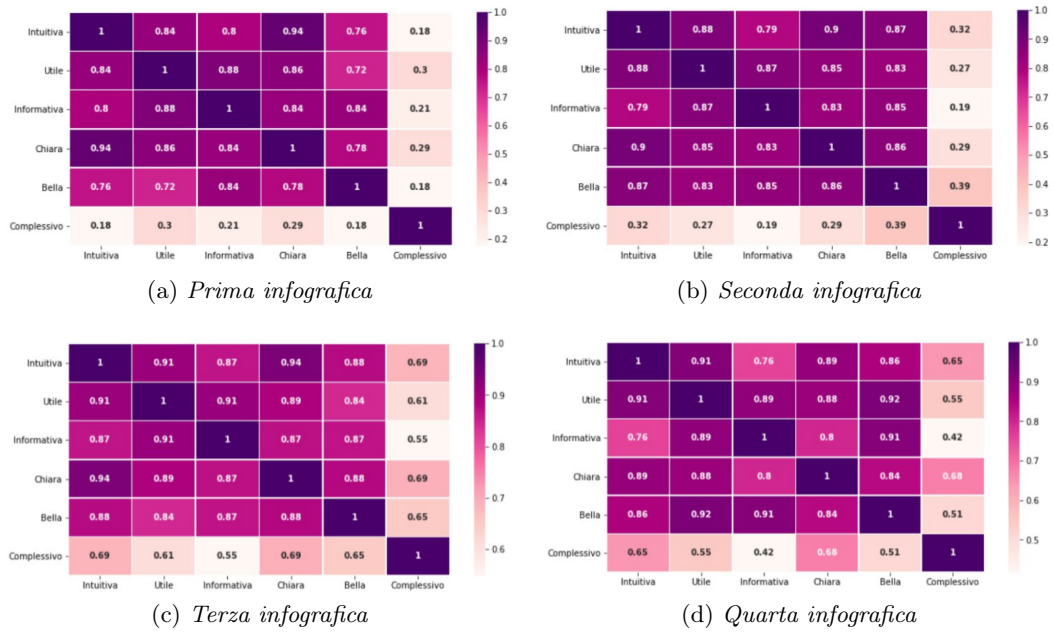 Intuitiva 1 0.84 0.8 0.94 0.76 0.18
Utile 0.84 1 0.88 0.86 0.72 0.3
Informativa 0.8 0.88 1 0.84 0.84 0.21
Chiara 0.94 0.86 0.84 1 0.78 0.29
Bella 0.76 0.72 0.84 0.78 1 0.18
Complessivo 0.18 0.3 0.21 0.29 0.18 1
Intuitiva Utile Informativa Chiara Bella Complessivo
1.0
0.9
0.8
0.7
0.6
0.5
0.4
0.3
0.2
(a) Prima infografica
Intuitiva 1 0.88 0.79 0.9 0.87 0.32
Utile 0.88 1 0.87 0.85 0.83 0.27
Informativa 0.79 0.87 1 0.83 0.85 0.19
Chiara 0.9 0.85 0.83 1 0.86 0.29
Bella 0.87 0.83 0.85 0.86 1 0.39
Complessivo 0.32 0.27 0.19 0.29 0.39 1
Intuitiva Utile Informativa Chiara Bella Complessivo
1.0
0.9
0.8
0.7
0.6
0.5
0.4
0.3
0.2
(b) Seconda infografica
Intuitiva 1 0.91 0.87 0.94 0.88 0.69
Utile 0.91 1 0.91 0.89 0.84 0.61
Informativa 0.87 0.91 1 0.87 0.87 0.55
Chiara 0.94 0.89 0.87 1 0.88 0.69
Bella 0.88 0.84 0.87 0.88 1 0.65
Complessivo 0.69 0.61 0.55 0.69 0.65 1
Intuitiva Utile Informativa Chiara Bella Complessivo
1.0
0.9
0.8
0.7
0.6
(c) Terza infografica
Intuitiva 1 0.91 0.76 0.89 0.86 0.65
Utile 0.91 1 0.89 0.88 0.92 0.55
Informativa 0.76 0.89 1 0.8 0.91 0.42
Chiara 0.89 0.88 0.8 1 0.84 0.68
Bella 0.86 0.92 0.91 0.84 1 0.51
Complessivo 0.65 0.55 0.42 0.68 0.51 1
Intuitiva Utile Informativa Chiara Bella Complessivo
1.0
0.9
0.8
0.7
0.6
0.5
(d) Quarta infografica